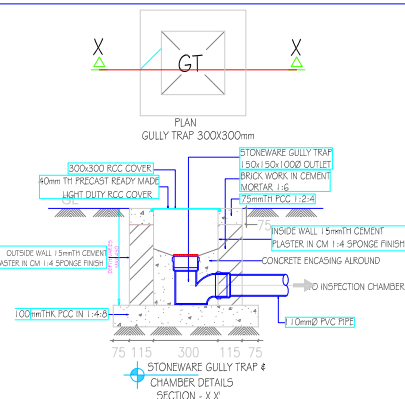 X
X
GT
PLAN
GULLY TRAP 300X300mm
300x300 RCC COVER
40mm TH PRECAST READY MADE
LIGHT DUTY RCC COVER
GL
STONEWARE GULLY TRAP
150x150x100Ø OUTLET
BRICK WORK IN CEMENT
MORTAR 1:6
75mmTH PCC 1:2:4
75
INSIDE WALL 15mmTH CEMENT
PLASTER IN CM 1:4 SPONGE FINISH
OUTSIDE WALL 15mmTH CEMENT
PLASTER IN CM 1:4 SPONGE FINISH
CONCRETE ENCASING ALROUND
O INSPECTION CHAMBER
100mmTHK PCC IN 1:4:8
110mmØ PVC PIPE
75 115 300 115 75
STONEWARE GULLY TRAP &
CHAMBER DETAILS
SECTION - X X'